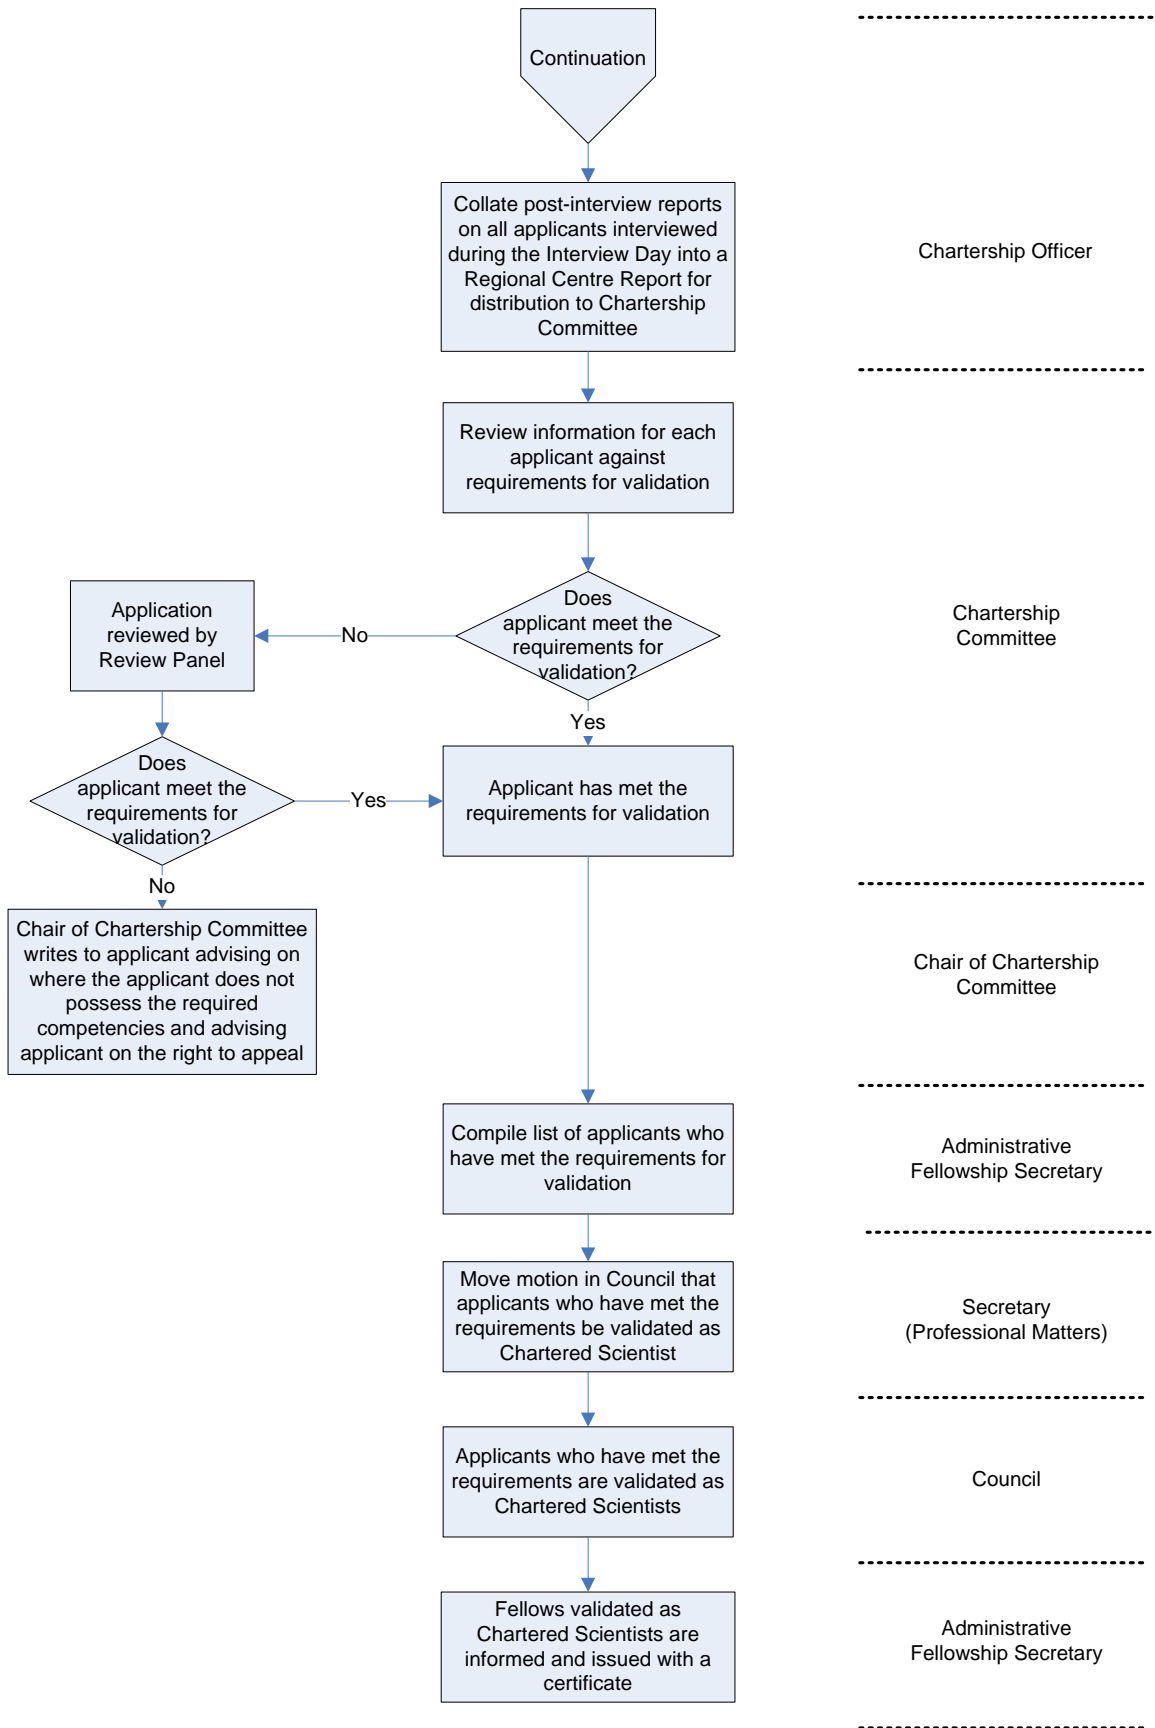 Continuation
Collate post-interview reports
on all applicants interviewed
during the Interview Day into a
Regional Centre Report for
distribution to Chartership
Committee
Chartership Officer
Review information for each
applicant against
requirements for validation
Does
applicant meet the
requirements for
validation?
No
Application
reviewed by
Review Panel
Chartership
Committee
Yes
Does
applicant meet the
requirements for
validation?
Yes
Applicant has met the
requirements for validation
No
Chair of Chartership Committee
writes to applicant advising on
where the applicant does not
possess the required
competencies and advising
applicant on the right to appeal
Chair of Chartership
Committee
Compile list of applicants who
have met the requirements for
validation
Administrative
Fellowship Secretary
Move motion in Council that
applicants who have met the
requirements be validated as
Chartered Scientist
Secretary
(Professional Matters)
Applicants who have met the
requirements are validated as
Chartered Scientists
Council
Fellows validated as
Chartered Scientists are
informed and issued with a
certificate
Administrative
Fellowship Secretary